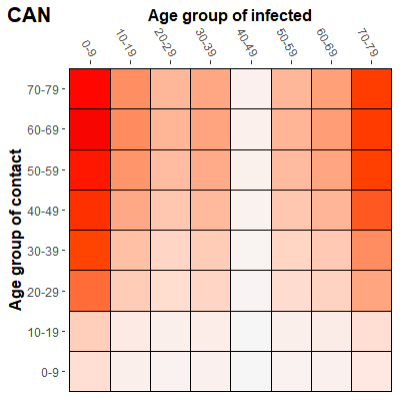 CAN
Age group of infected
0-9 10-19 20-29 30-39 40-49 50-59 60-69 70-79
Age group of contact
70-79
60-69
50-59
40-49
30-39
20-29
10-19
0-9